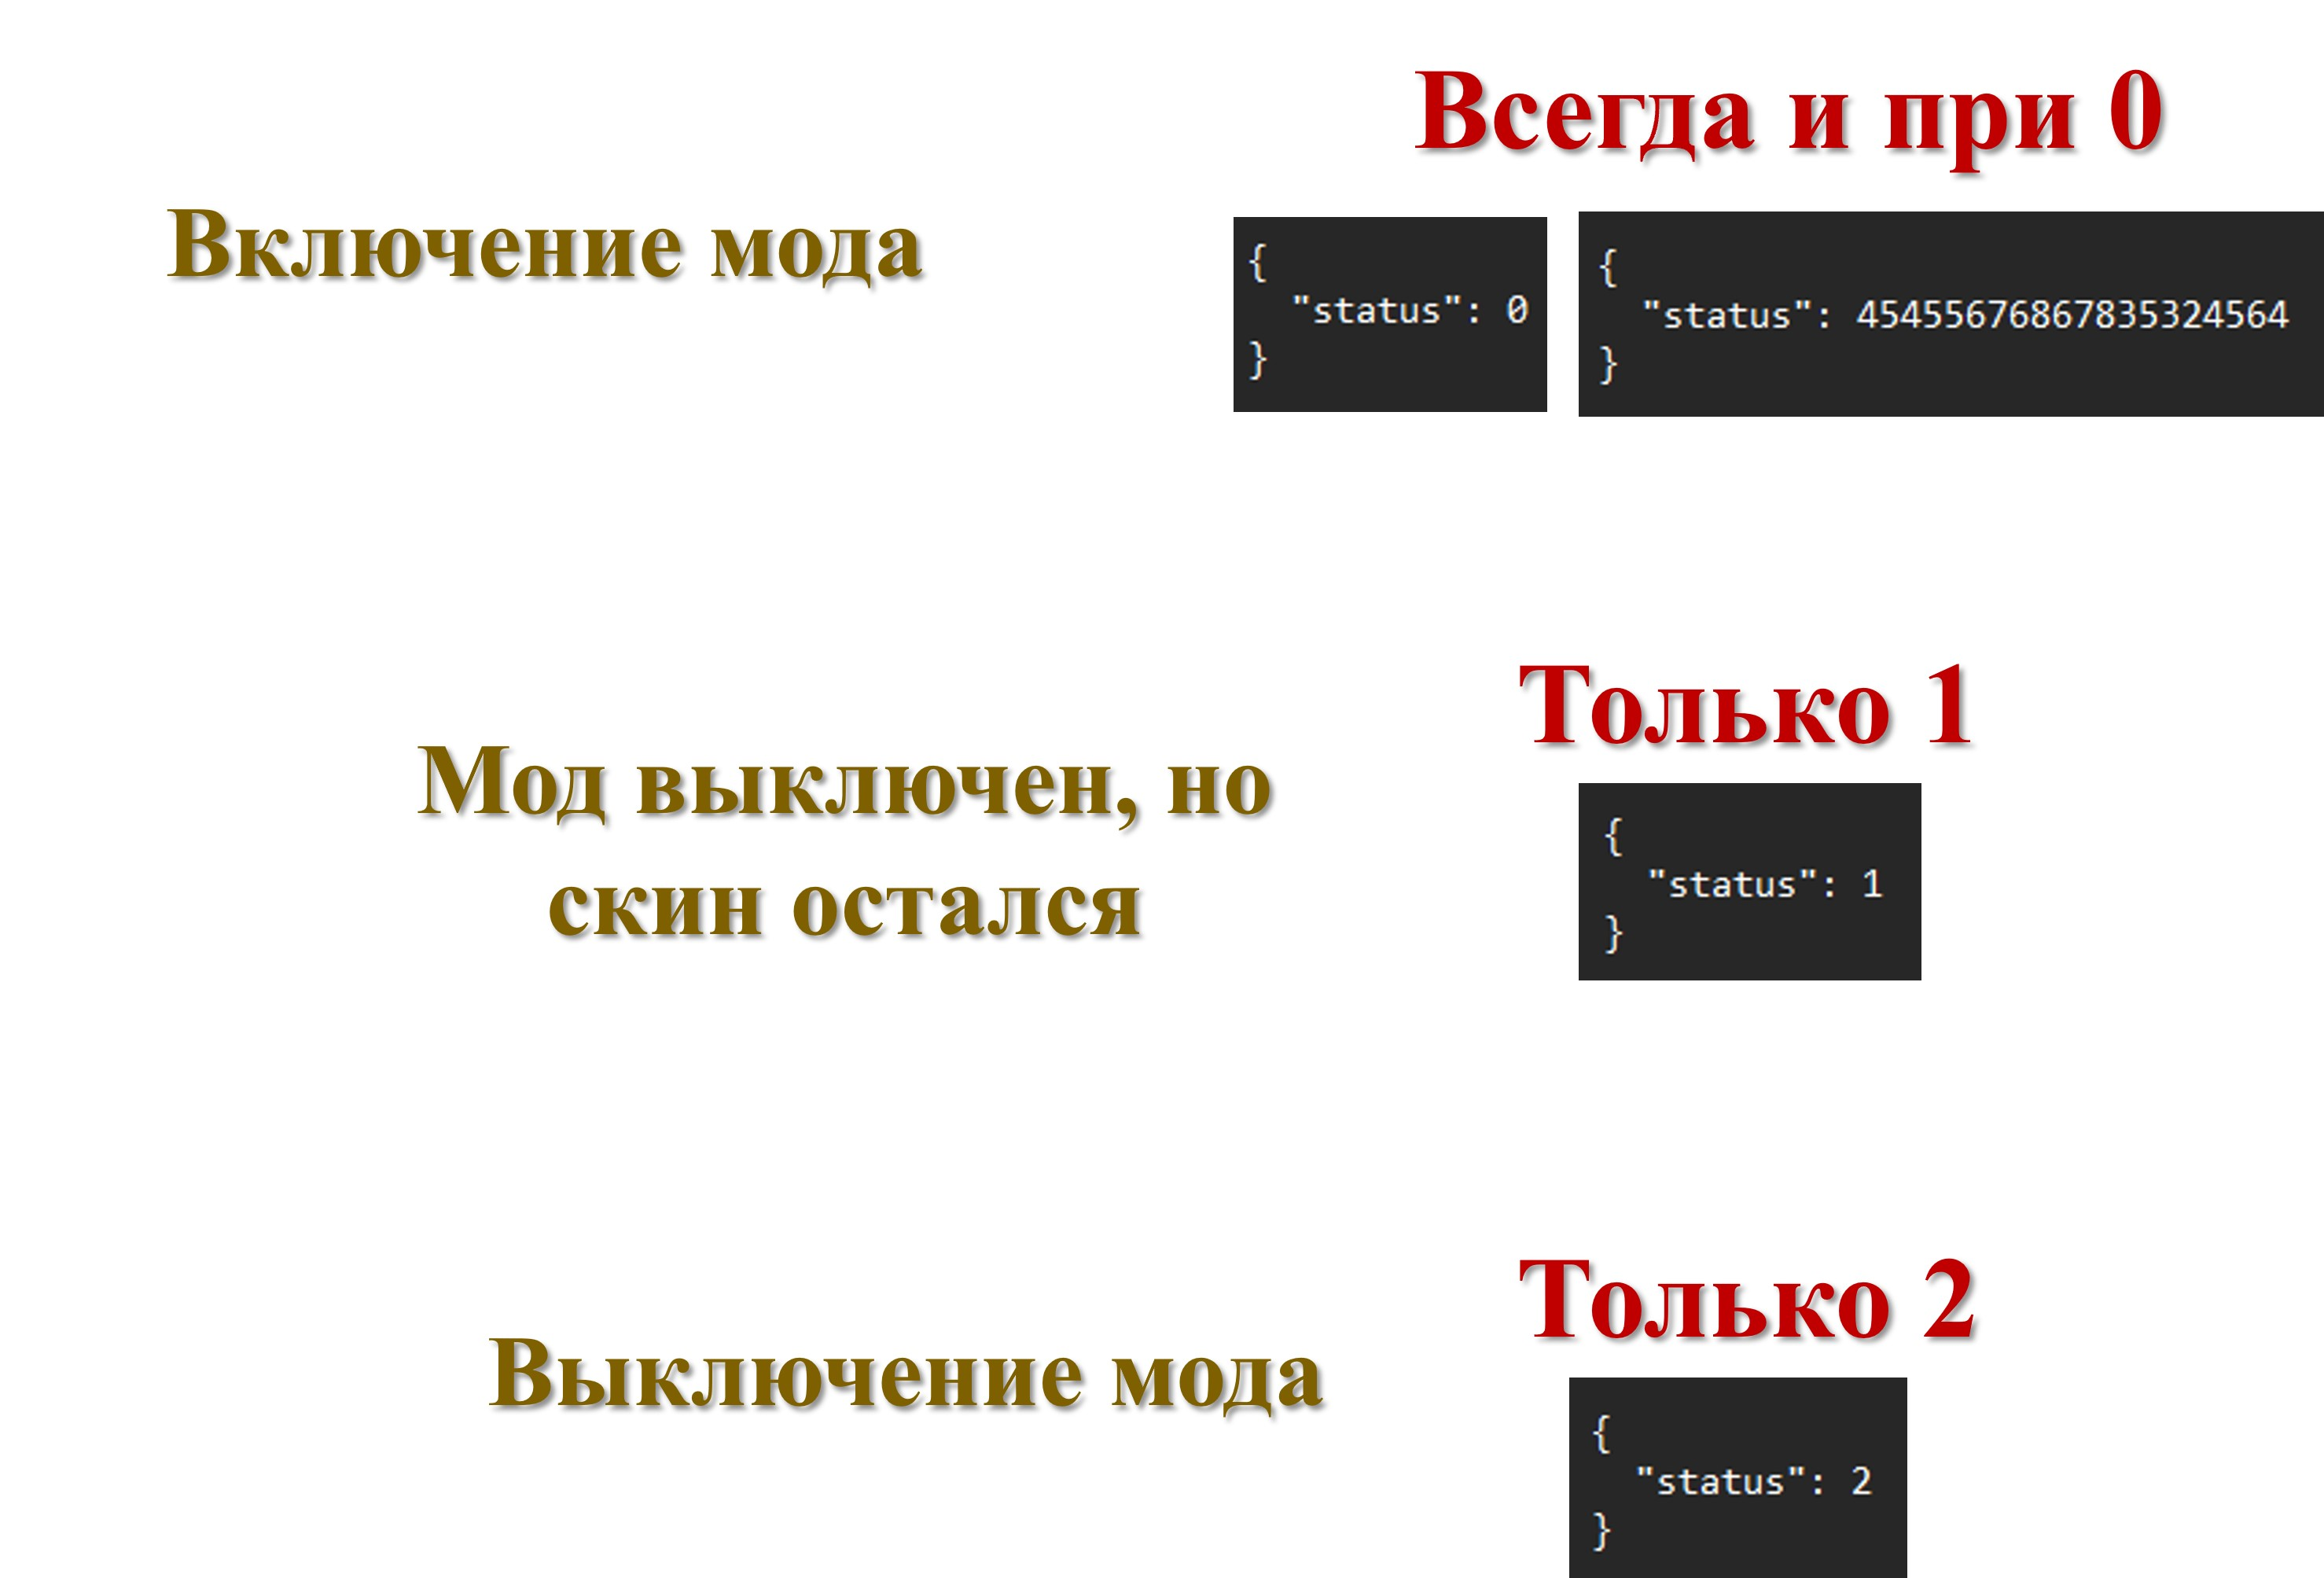 Всегда и при 0
Включение мода
{
"status": 0
}
{
"status": 45455676867835324564
}
Только 1
Мод выключен, но
скин остался
{
"status": 1
}
Только 2
Выключение мода
{
"status": 2
}